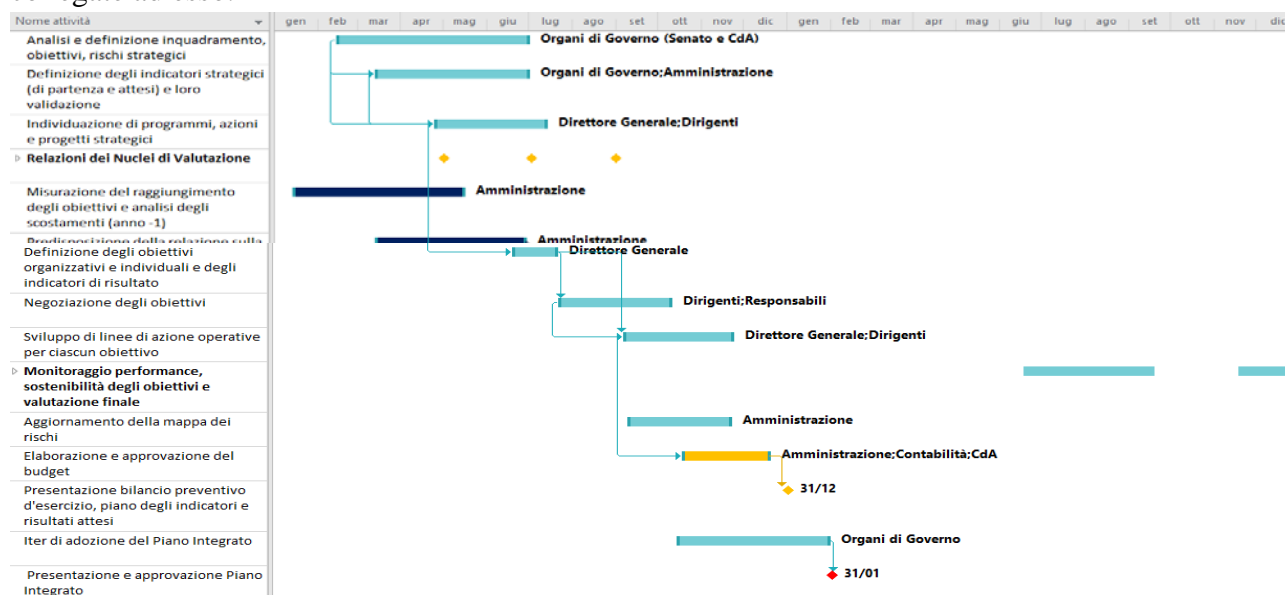 Nome attività gen feb mar apr mag giu lug ago set ott nov dic gen feb mar apr mag giu lug ago set ott nov dic
Analisi e definizione inquadramento, Organi di Governo (Senato e CdA)
obiettivi, rischi strategici
Definizione degli indicatori strategici Organi di Governo;Amministrazione
(di partenza e attesi) e loro
validazione
Individuazione di programmi, azioni Direttore Generale;Dirigenti
e progetti strategici
Relazioni dei Nuclei di Valutazione
Misurazione del raggiungimento Amministrazione
degli obiettivi e analisi degli
scostamenti (anno -1)
Predisposizione della relazione sulla Amministrazione
Definizione degli obiettivi Direttore Generale
organizzativi e individuali e degli
indicatori di risultato
Negoziazione degli obiettivi Dirigenti;Responsabili
Sviluppo di linee di azione operative Direttore Generale;Dirigenti
per ciascun obiettivo
Monitoraggio performance,
sostenibilità degli obiettivi e
valutazione finale
Aggiornamento della mappa dei Amministrazione
rischi
Elaborazione e approvazione del Amministrazione;Contabilità;CdA
budget
Presentazione bilancio preventivo 31/12
d'esercizio, piano degli indicatori e
risultati attesi
Iter di adozione del Piano Integrato Organi di Governo
Presentazione e approvazione Piano 31/01
Integrato